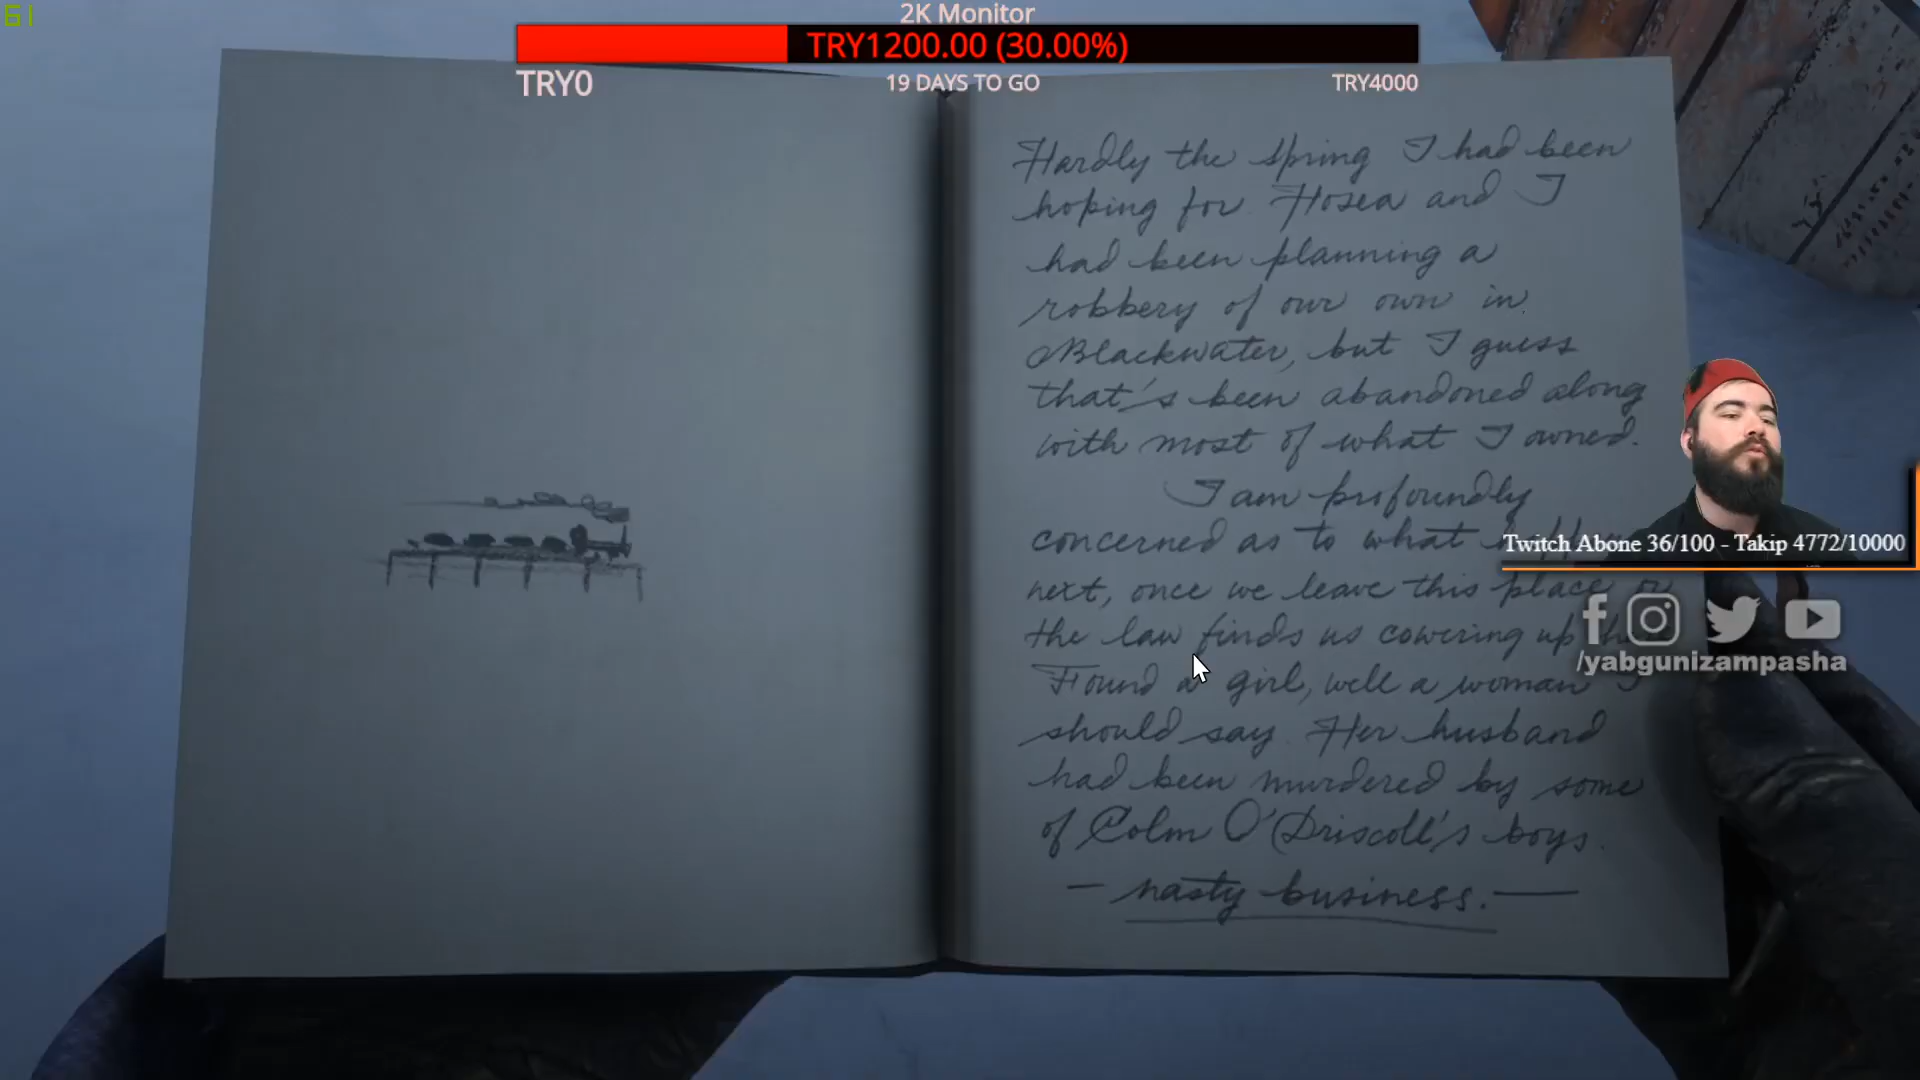 2K Monitor
TRY1200.00 (30.00%)
TRY0
19 DAYS TO GO
TRY4000
Hardly the spring I had been
hoping for. Hosea and I
had been planning a
robbery of our own in
Blackwater, but I guess
that's been abandoned along
with most of what I owned.
I am profoundly
concerned as to what
next, once we leave this place or
the law finds us cowering up
Found a girl, well a woman I
should say. Her husband
had been murdered by some
of Colm O'Driscoll's boys.
— nasty business. —
Twitch Abone 36/100 - Takip 4772/10000
/yabgunizampasha